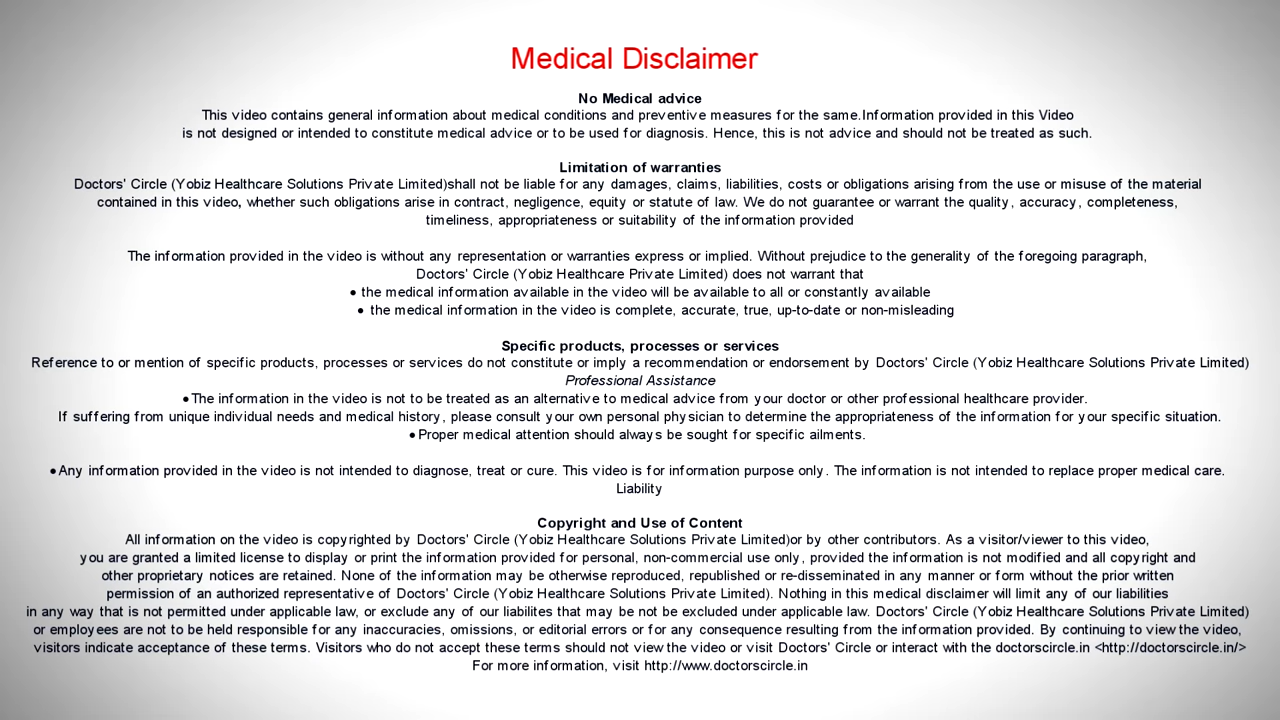 Medical Disclaimer
No Medical advice
This video contains general information about medical conditions and preventive measures for the same.Information provided in this Video
is not designed or intended to constitute medical advice or to be used for diagnosis. Hence, this is not advice and should not be treated as such.
Limitation of warranties
Doctors' Circle (Yobiz Healthcare Solutions Private Limited)shall not be liable for any damages, claims, liabilities, costs or obligations arising from the use or misuse of the material
contained in this video, whether such obligations arise in contract, negligence, equity or statute of law. We do not guarantee or warrant the quality, accuracy, completeness,
timeliness, appropriateness or suitability of the information provided
The information provided in the video is without any representation or warranties express or implied. Without prejudice to the generality of the foregoing paragraph,
Doctors' Circle (Yobiz Healthcare Private Limited) does not warrant that
• the medical information available in the video will be available to all or constantly available
• the medical information in the video is complete, accurate, true, up-to-date or non-misleading
Specific products, processes or services
Reference to or mention of specific products, processes or services do not constitute or imply a recommendation or endorsement by Doctors' Circle (Yobiz Healthcare Solutions Private Limited)
Professional Assistance
•The information in the video is not to be treated as an alternative to medical advice from your doctor or other professional healthcare provider.
If suffering from unique individual needs and medical history, please consult your own personal physician to determine the appropriateness of the information for your specific situation.
•Proper medical attention should always be sought for specific ailments.
•Any information provided in the video is not intended to diagnose, treat or cure. This video is for information purpose only. The information is not intended to replace proper medical care.
Liability
Copyright and Use of Content
All information on the video is copyrighted by Doctors' Circle (Yobiz Healthcare Solutions Private Limited)or by other contributors. As a visitor/viewer to this video,
you are granted a limited license to display or print the information provided for personal, non-commercial use only, provided the information is not modified and all copyright and
other proprietary notices are retained. None of the information may be otherwise reproduced, republished or re-disseminated in any manner or form without the prior written
permission of an authorized representative of Doctors' Circle (Yobiz Healthcare Solutions Private Limited). Nothing in this medical disclaimer will limit any of our liabilities
in any way that is not permitted under applicable law, or exclude any of our liabilites that may be not be excluded under applicable law. Doctors' Circle (Yobiz Healthcare Solutions Private Limited)
or employees are not to be held responsible for any inaccuracies, omissions, or editorial errors or for any consequence resulting from the information provided. By continuing to view the video,
visitors indicate acceptance of these terms. Visitors who do not accept these terms should not view the video or visit Doctors' Circle or interact with the doctorscircle.in <http://doctorscircle.in/>
For more information, visit http://www.doctorscircle.in